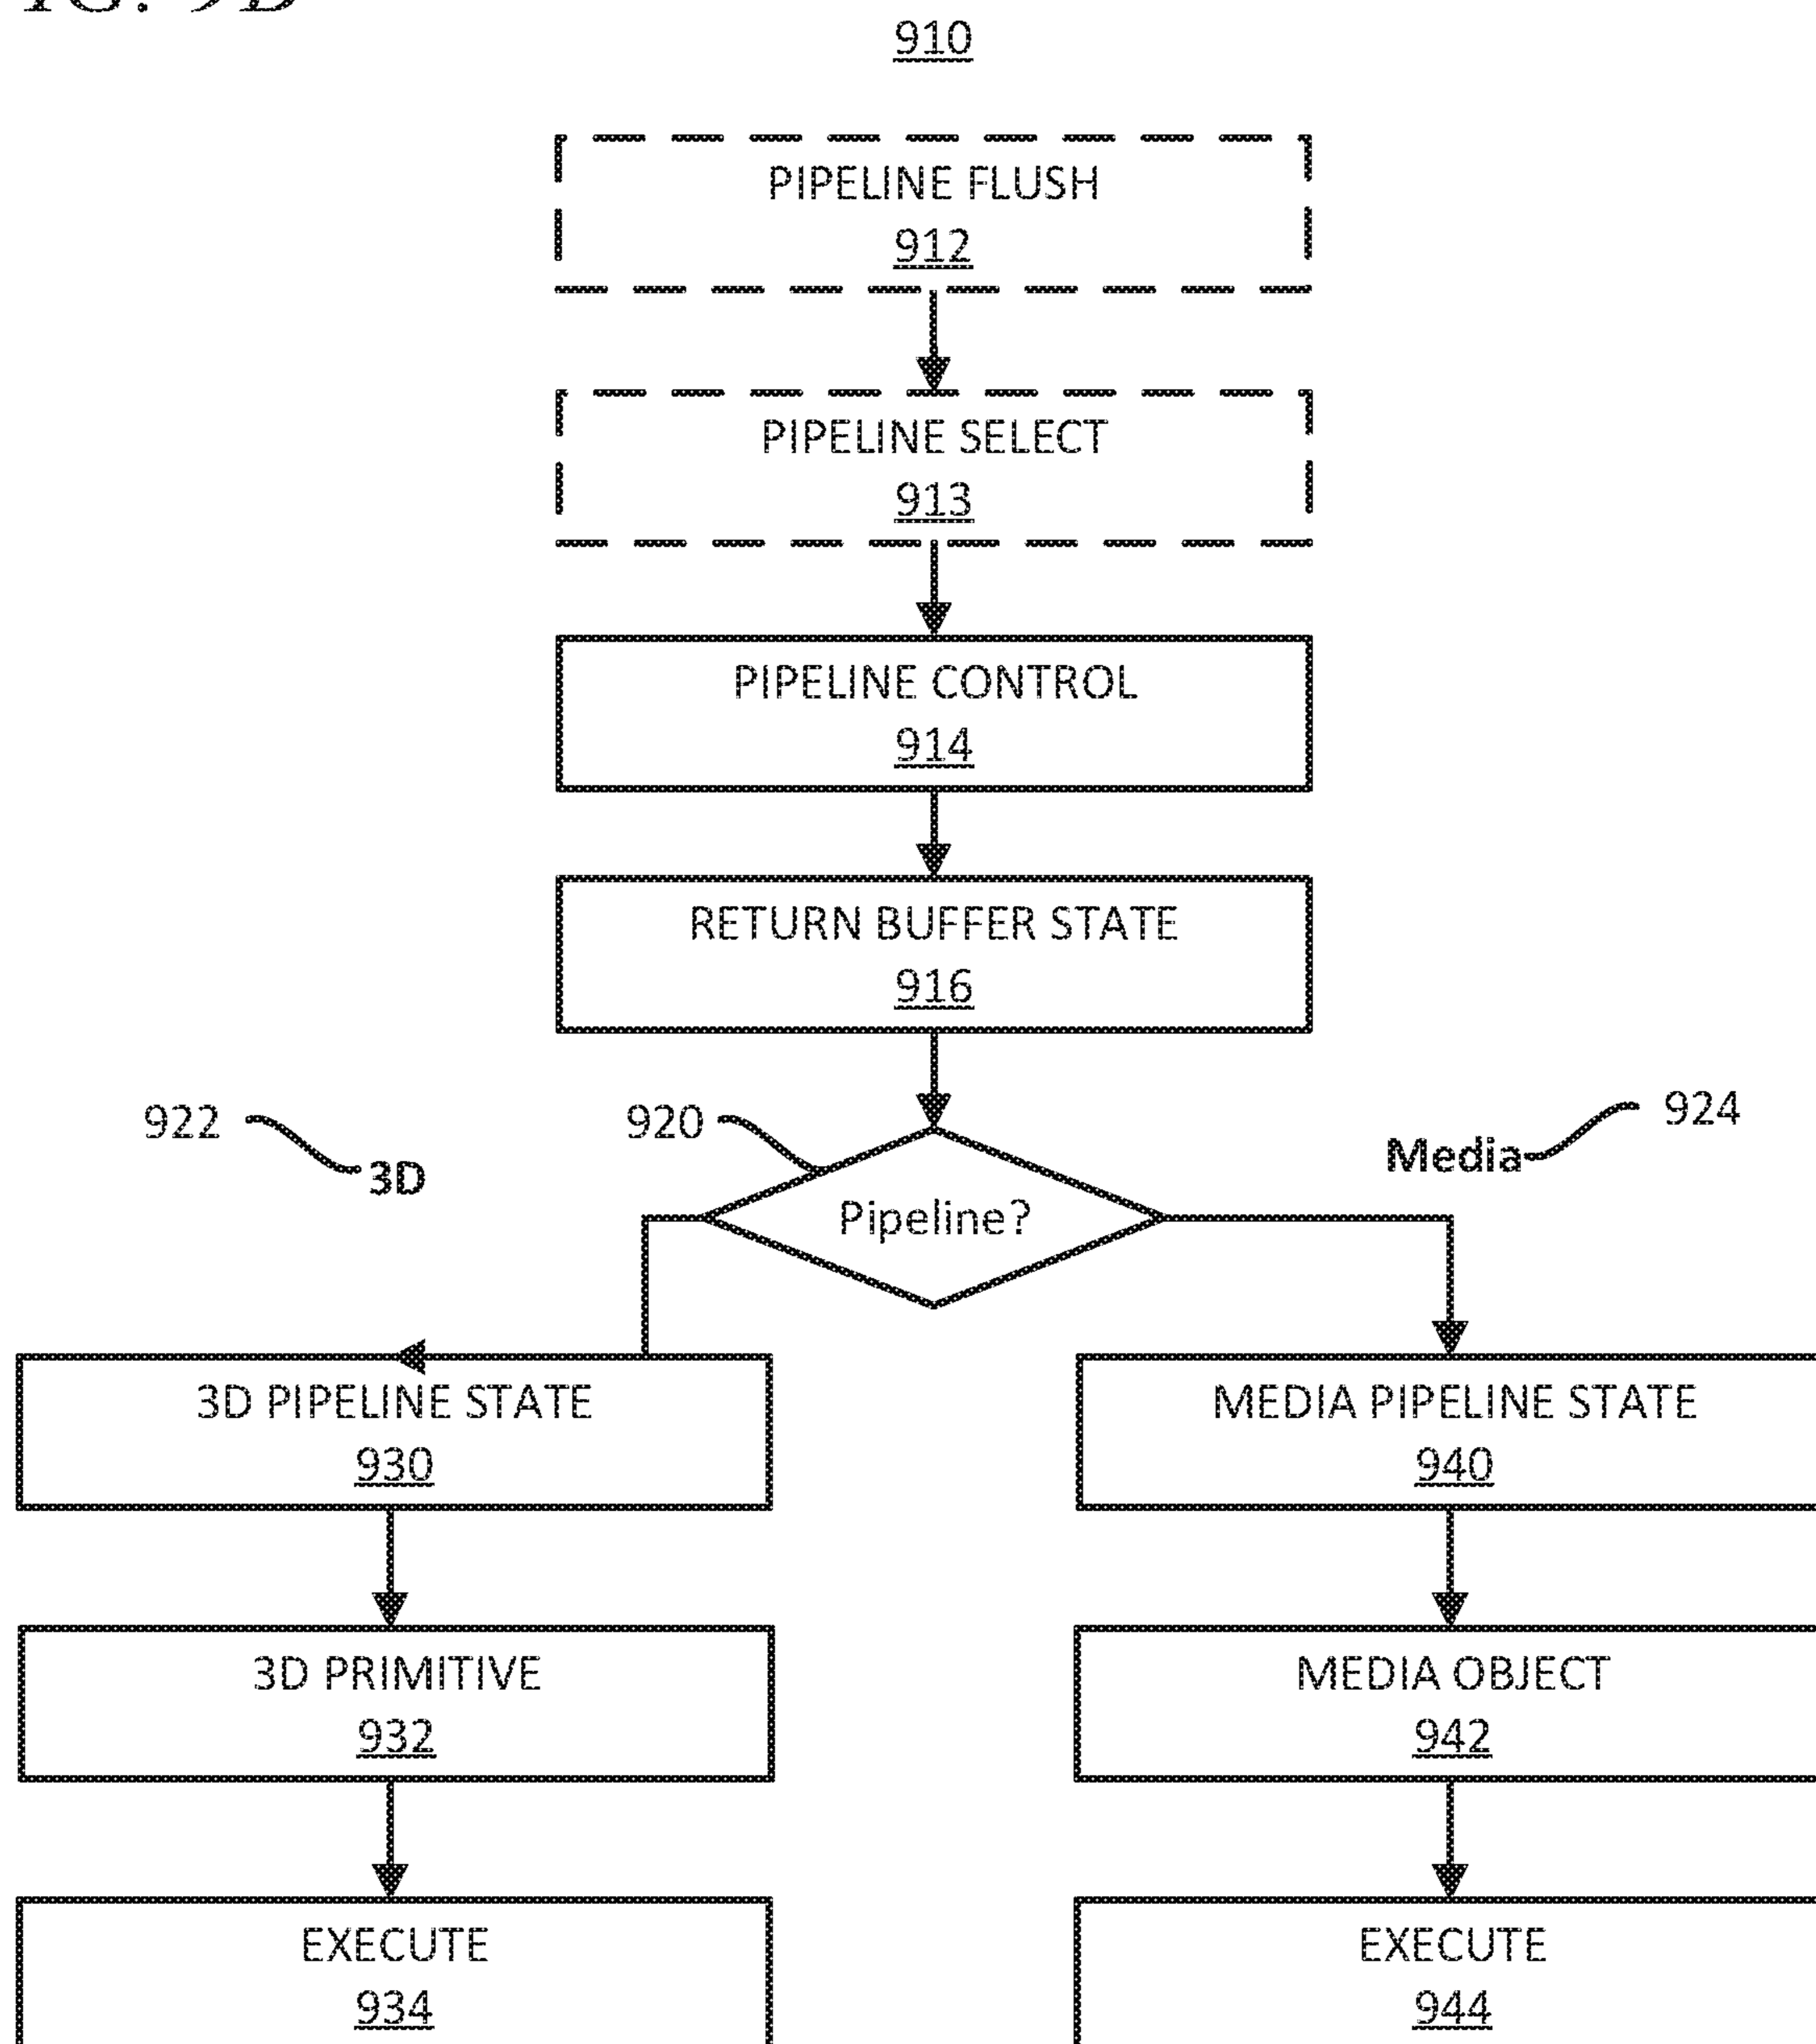 910
PIPELINE FLUSH
912
PIPELINE SELECT
913
PIPELINE CONTROL
914
RETURN BUFFER STATE
916
922
920
924
3D
Media
Pipeline?
3D PIPELINE STATE
930
MEDIA PIPELINE STATE
940
3D PRIMITIVE
932
MEDIA OBJECT
942
EXECUTE
934
EXECUTE
944